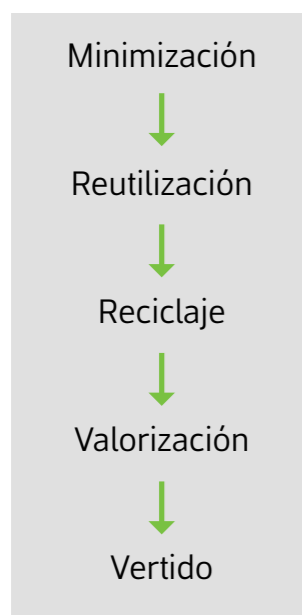 Minimización
Reutilización
Reciclaje
Valorización
Vertido